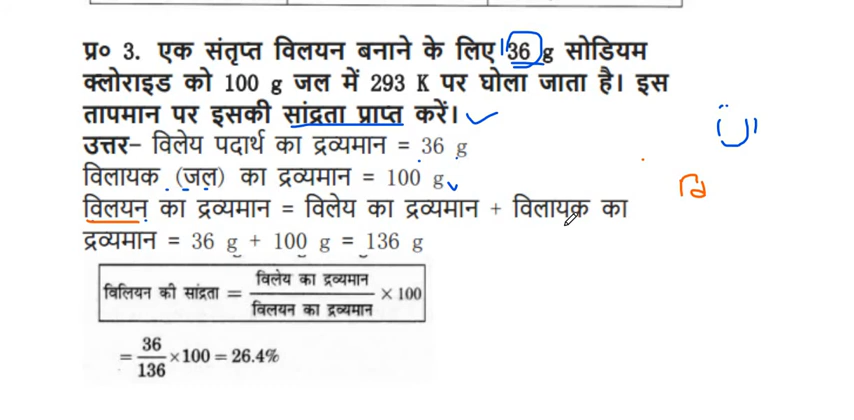 प्र० 3. एक संतृप्त विलयन बनाने के लिए 36 g सोडियम
क्लोराइड को 100 g जल में 293 K पर घोला जाता है। इस
तापमान पर इसकी सांद्रता प्राप्त करें।
उत्तर– विलेय पदार्थ का द्रव्यमान = 36 g
विलायक (जल) का द्रव्यमान = 100 g
विलयन का द्रव्यमान = विलेय का द्रव्यमान + विलायक का
द्रव्यमान = 36 g + 100 g = 136 g
विलियन की सांद्रता = विलेय का द्रव्यमान / विलयन का द्रव्यमान × 100
= 36/136 × 100 = 26.4%